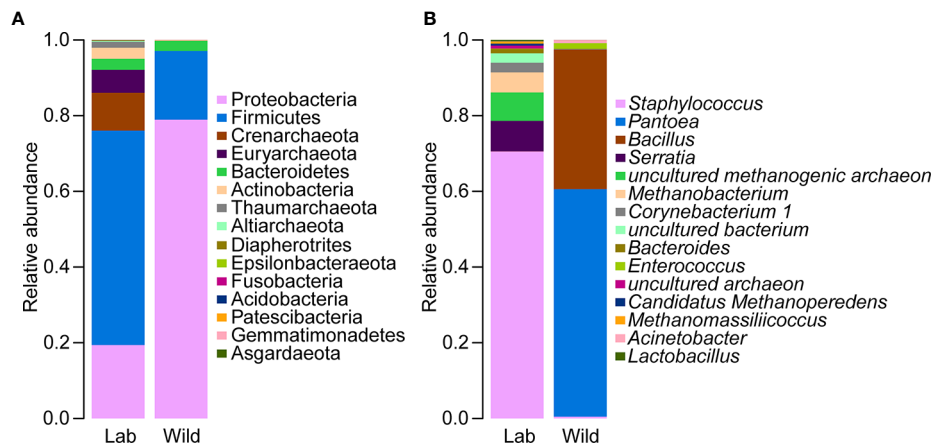 A
Relative abundance
1.0
0.8
0.6
0.4
0.2
0.0
Lab
Wild
Proteobacteria
Firmicutes
Crenarchaeota
Euryarchaeota
Bacteroidetes
Actinobacteria
Thaumarchaeota
Altiarchaeota
Diapherotrites
Epsilonbacteraeota
Fusobacteria
Acidobacteria
Patescibacteria
Gemmatimonadetes
Asgardaeota
B
Relative abundance
1.0
0.8
0.6
0.4
0.2
0.0
Lab
Wild
Staphylococcus
Pantoea
Bacillus
Serratia
uncultured methanogenic archaeon
Methanobacterium
Corynebacterium 1
uncultured bacterium
Bacteroides
Enterococcus
uncultured archaeon
Candidatus Methanoperedens
Methanomassiliicoccus
Acinetobacter
Lactobacillus